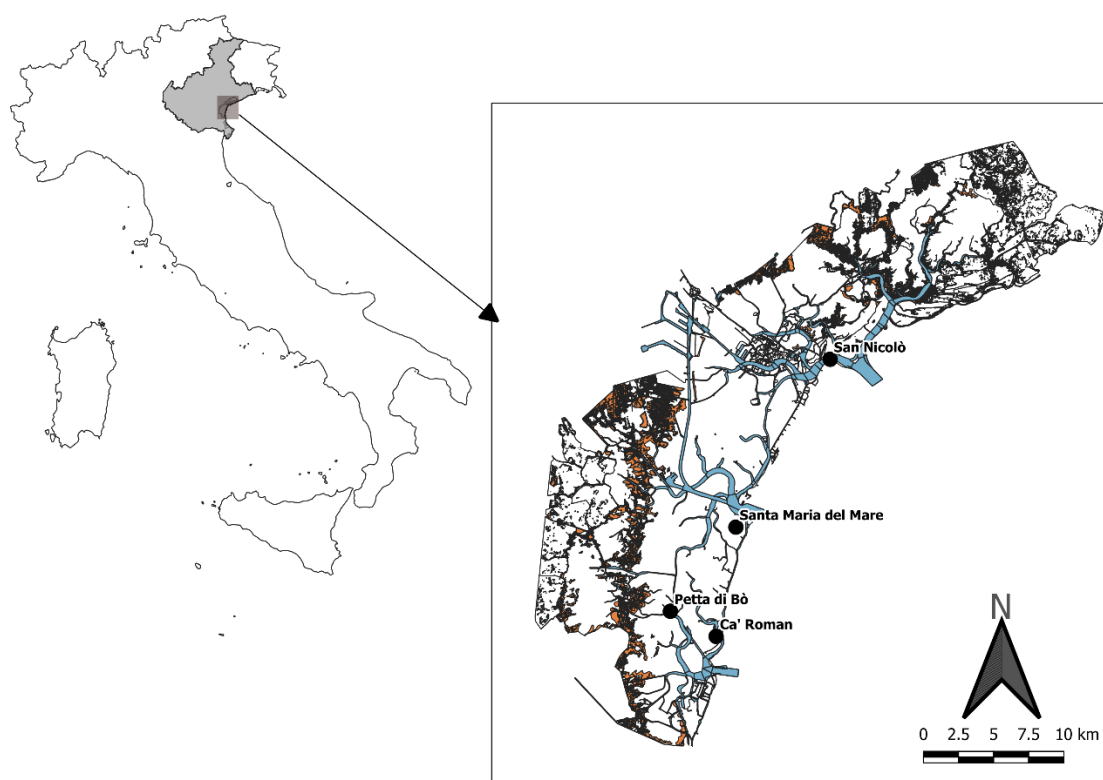 San Nicolò
Santa Maria del Mare
Petta di Bò
Ca' Roman
N
0 2.5 5 7.5 10 km